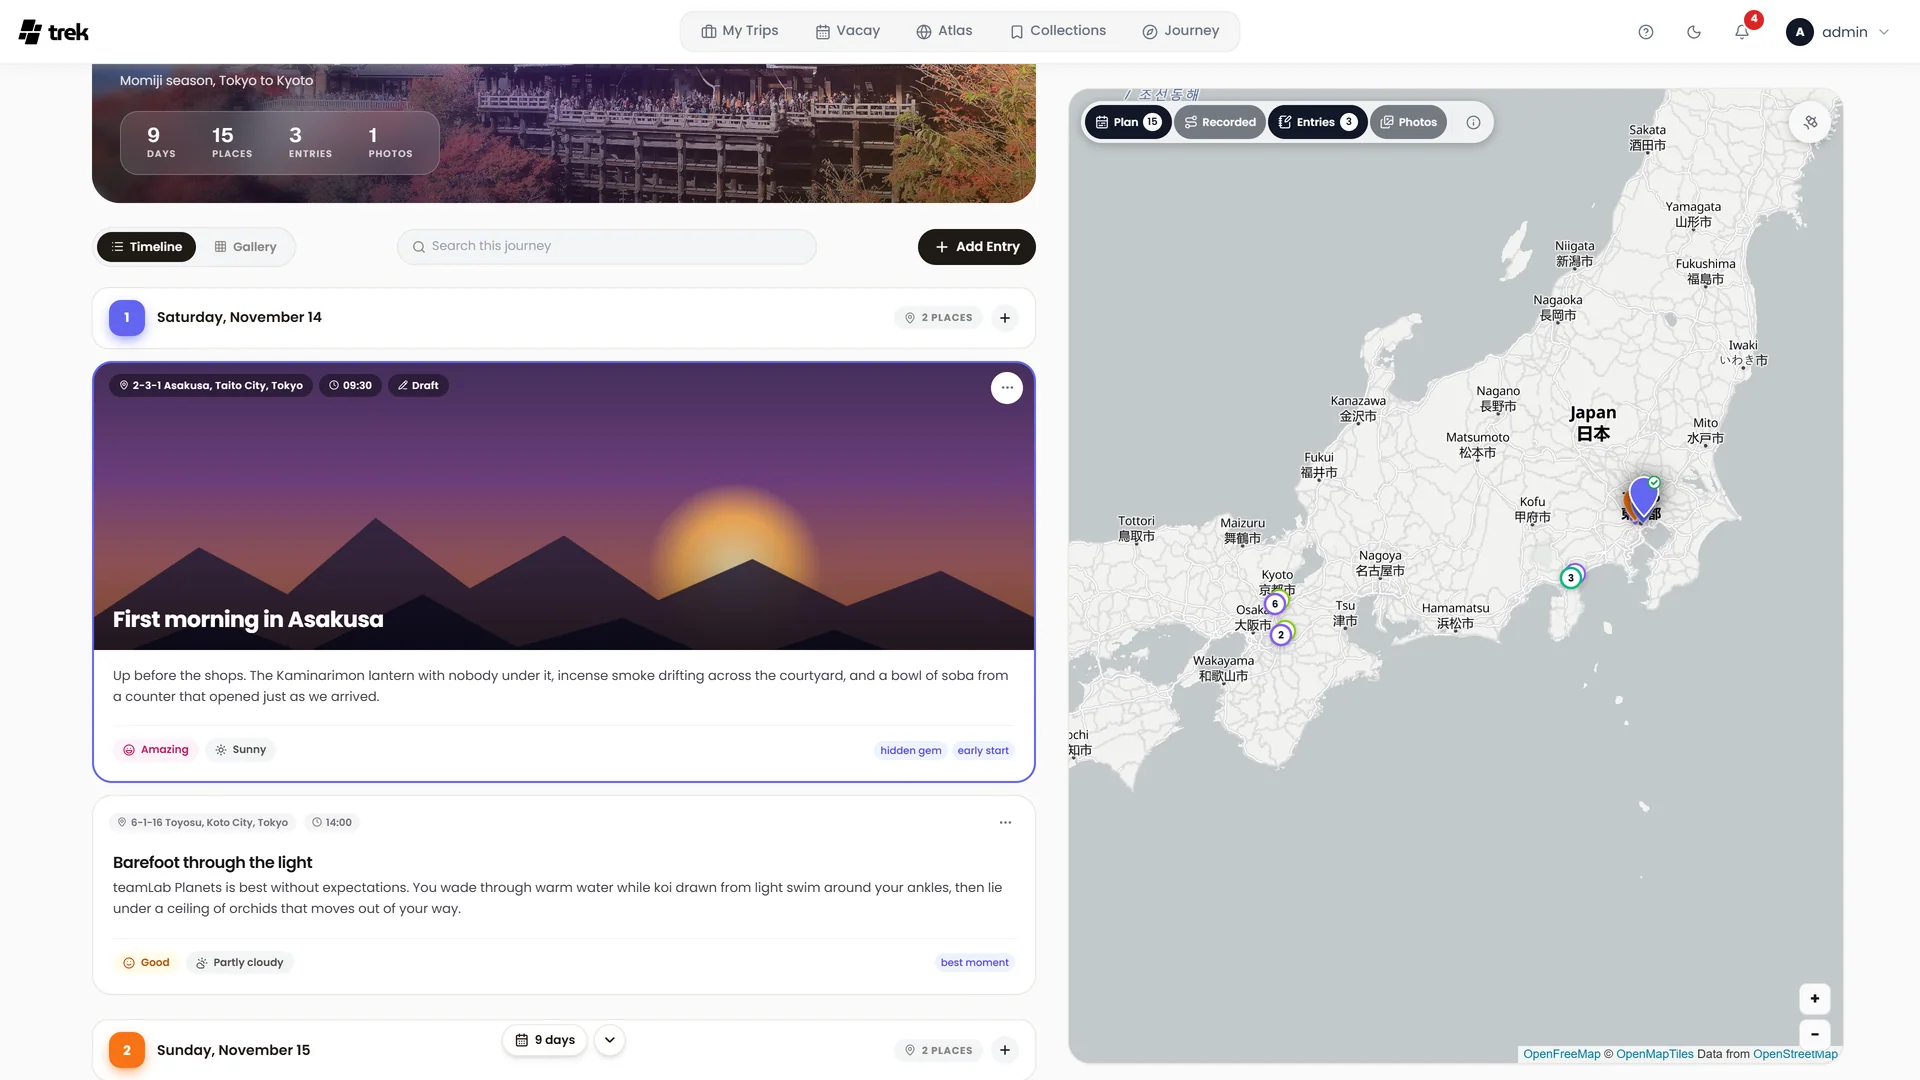 trek
My Trips
Vacay
Atlas
Collections
Journey
4
A
admin
Momiji season, Tokyo to Kyoto
9
DAYS
15
PLACES
3
ENTRIES
1
PHOTOS
Timeline
Gallery
Search this journey
Add Entry
1
Saturday, November 14
2 PLACES
2-3-1 Asakusa, Taito City, Tokyo
09:30
Draft
First morning in Asakusa
Up before the shops. The Kaminarimon lantern with nobody under it, incense smoke drifting across the courtyard, and a bowl of soba from
a counter that opened just as we arrived.
Amazing
Sunny
hidden gem
early start
6-1-16 Toyosu, Koto City, Tokyo
14:00
Barefoot through the light
teamLab Planets is best without expectations. You wade through warm water while koi drawn from light swim around your ankles, then lie
under a ceiling of orchids that moves out of your way.
Good
Partly cloudy
best moment
2
Sunday, November 15
9 days
2 PLACES
/ 조선동해
Plan 15
Recorded
Entries 3
Photos
Sakata
酒田市
Yamagata
山形市
Niigata
新潟市
Fukushima
福島市
Nagaoka
長岡市
Iwaki
いわき市
Nagano
長野市
Kanazawa
金沢市
Japan
日本
Mito
水戸市
Matsumoto
松本市
Fukui
福井市
Kofu
甲府市
Tottori
鳥取市
Maizuru
舞鶴市
Nagoya
名古屋市
Kyoto
京都市
3
6
Osaka
大阪市
Tsu
津市
Hamamatsu
浜松市
2
Wakayama
和歌山市
ochi
知市
+
−
OpenFreeMap © OpenMapTiles Data from OpenStreetMap